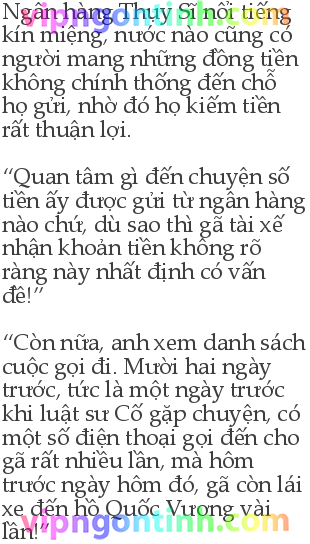 vipngontinh.com
Ngân hàng Thụy Sĩ nổi tiếng
kín miệng, nước nào cũng có
người mang những đồng tiền
không chính thống đến chỗ
họ gửi, nhờ đó họ kiếm tiền
rất thuận lợi.
“Quan tâm gì đến chuyện số
tiền ấy được gửi từ ngân hàng
nào chứ, dù sao thì gã tài xế
nhận khoản tiền không rõ
ràng này nhất định có vấn
đề!”
“Còn nữa, anh xem danh sách
cuộc gọi đi. Mười hai ngày
trước, tức là một ngày trước
khi luật sư Cố gặp chuyện, có
một số điện thoại gọi đến cho
gã rất nhiều lần, mà hôm
trước ngày hôm đó, gã còn lái
xe đến hồ Quốc Vượng vài
lần!”
vipngontinh.com